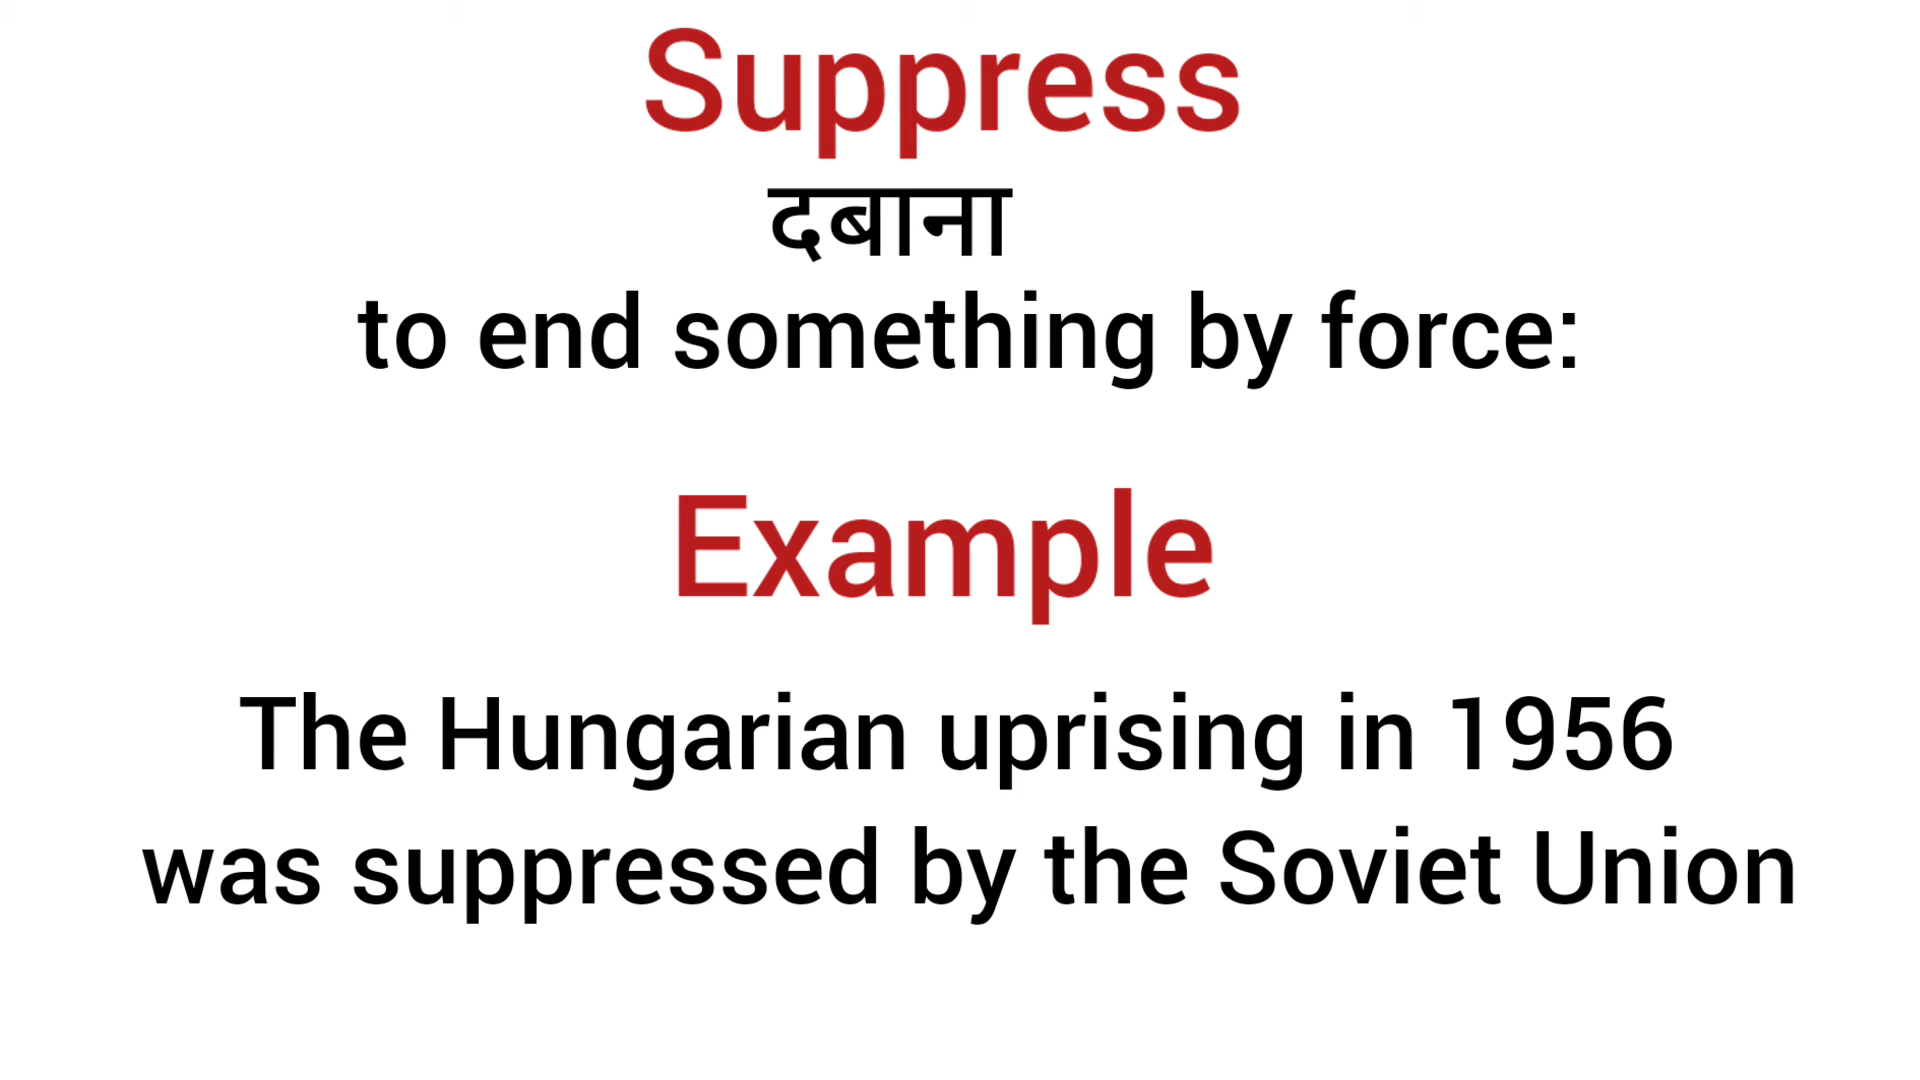 Suppress
दबाना
to end something by force:
Example
The Hungarian uprising in 1956
was suppressed by the Soviet Union